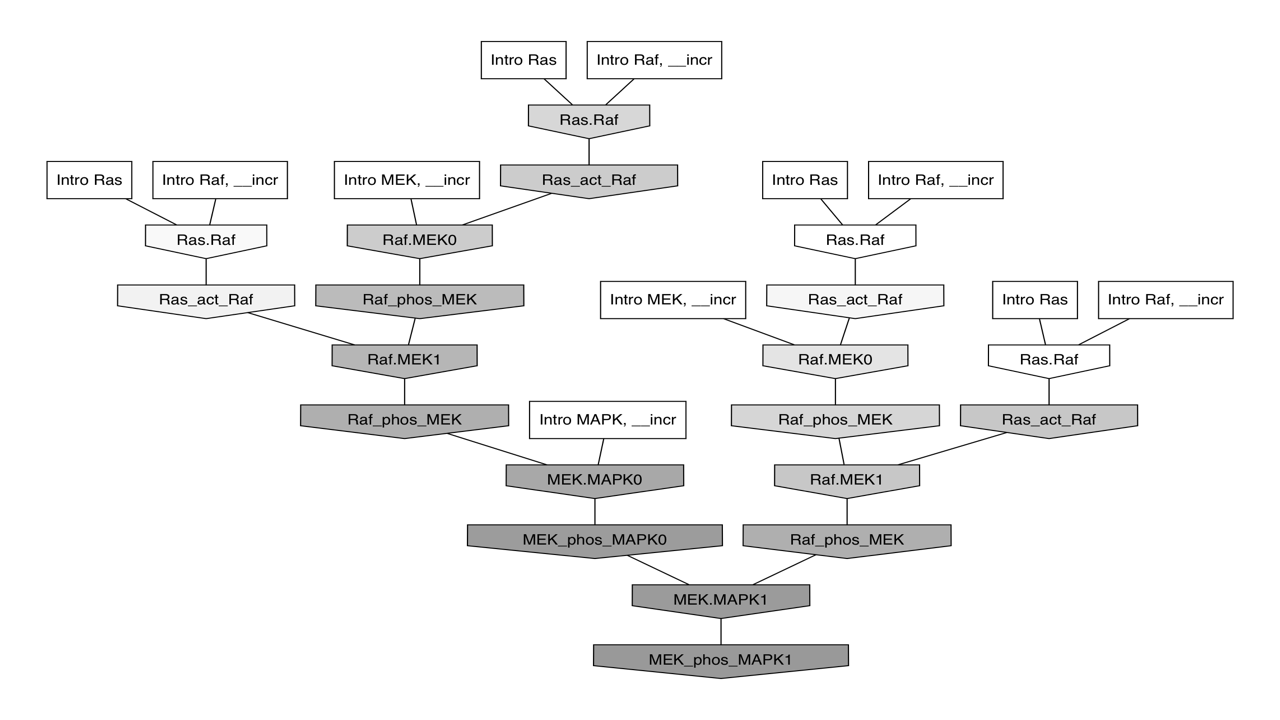 Intro Ras
Intro Raf, __incr
Ras.Raf
Intro Ras
Intro Raf, __incr
Intro MEK, __incr
Ras_act_Raf
Intro Ras
Intro Raf, __incr
Ras.Raf
Raf.MEK0
Ras.Raf
Ras_act_Raf
Raf_phos_MEK
Intro MEK, __incr
Ras_act_Raf
Intro Ras
Intro Raf, __incr
Raf.MEK1
Raf.MEK0
Ras.Raf
Raf_phos_MEK
Intro MAPK, __incr
Raf_phos_MEK
Ras_act_Raf
MEK.MAPK0
Raf.MEK1
MEK_phos_MAPK0
Raf_phos_MEK
MEK.MAPK1
MEK_phos_MAPK1